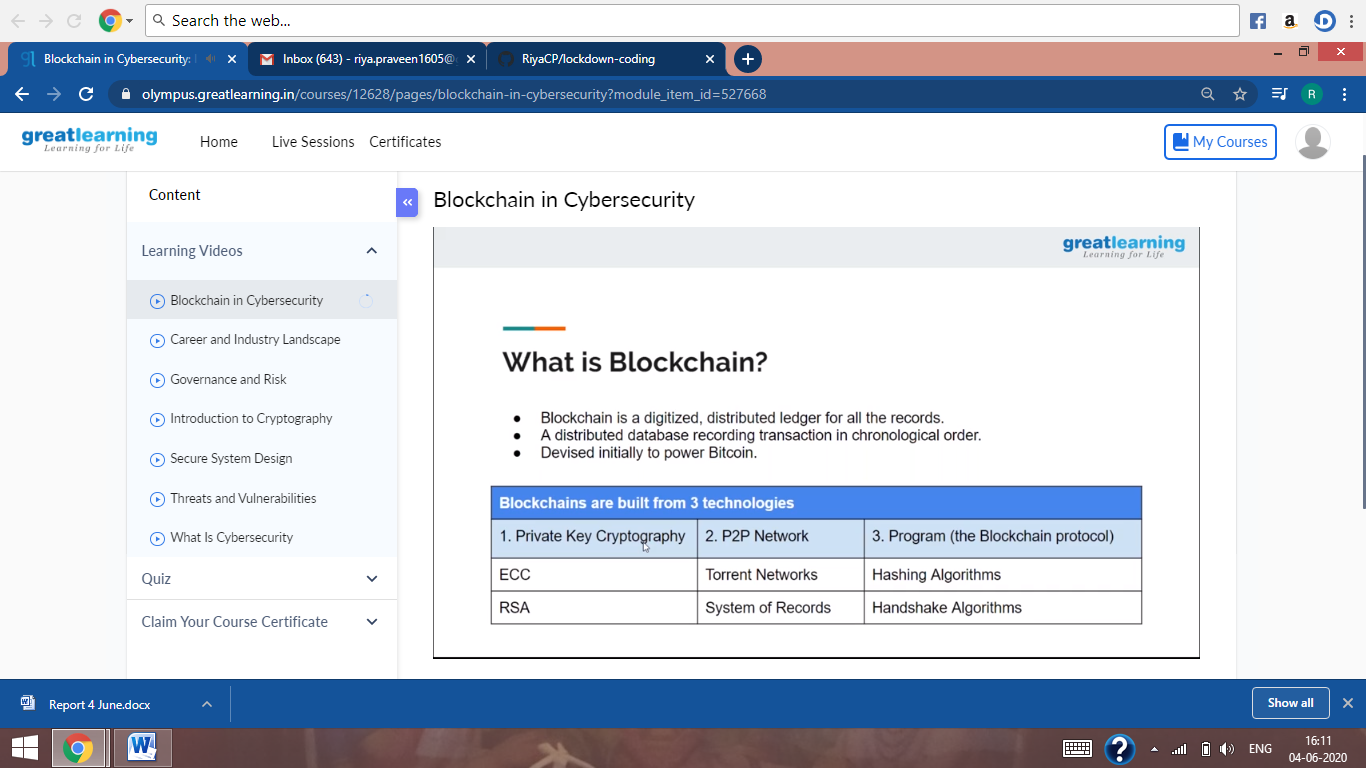 Search the web...
Blockchain in Cybersecurity:
Inbox (643) - riya.praveen1605@
RiyaCP/lockdown-coding
olympus.greatlearning.in/courses/12628/pages/blockchain-in-cybersecurity?module_item_id=527668
R
greatlearning
Learning for Life
Home
Live Sessions
Certificates
My Courses
Content
Learning Videos
Blockchain in Cybersecurity
Career and Industry Landscape
Governance and Risk
Introduction to Cryptography
Secure System Design
Threats and Vulnerabilities
What Is Cybersecurity
Quiz
Claim Your Course Certificate
Blockchain in Cybersecurity
greatlearning
Learning for Life
What is Blockchain?
● Blockchain is a digitized, distributed ledger for all the records.
● A distributed database recording transaction in chronological order.
● Devised initially to power Bitcoin.
Blockchains are built from 3 technologies
1. Private Key Cryptography 2. P2P Network 3. Program (the Blockchain protocol)
ECC Torrent Networks Hashing Algorithms
RSA System of Records Handshake Algorithms
Report 4 June.docx
Show all
ENG
16:11
04-06-2020